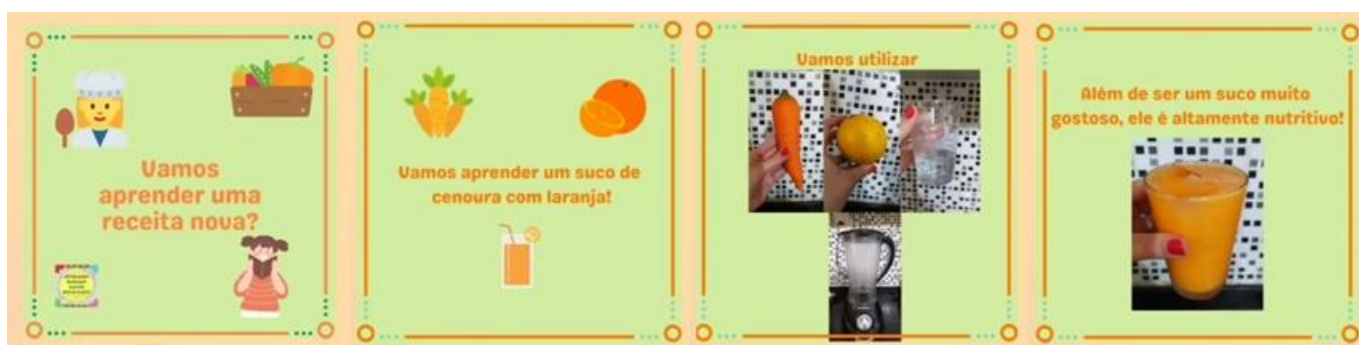 Vamos
aprender uma
receita nova?
Vamos aprender um suco de
cenoura com laranja!
Vamos utilizar
Além de ser um suco muito
gostoso, ele é altamente nutritivo!